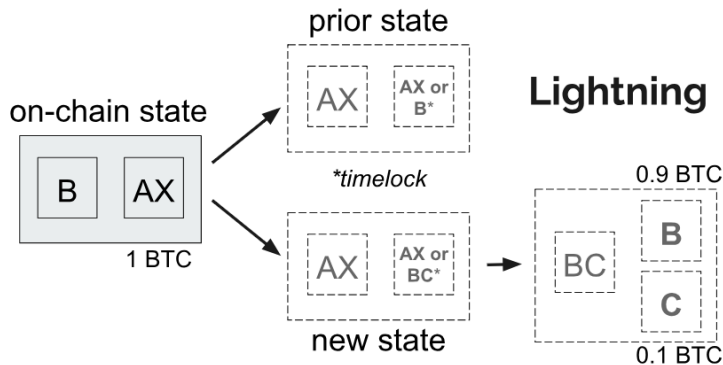 prior state
AX
AX or
B*
Lightning
on-chain state
B
AX
1 BTC
*timelock
AX
AX or
BC*
new state
0.9 BTC
BC
B
C
0.1 BTC